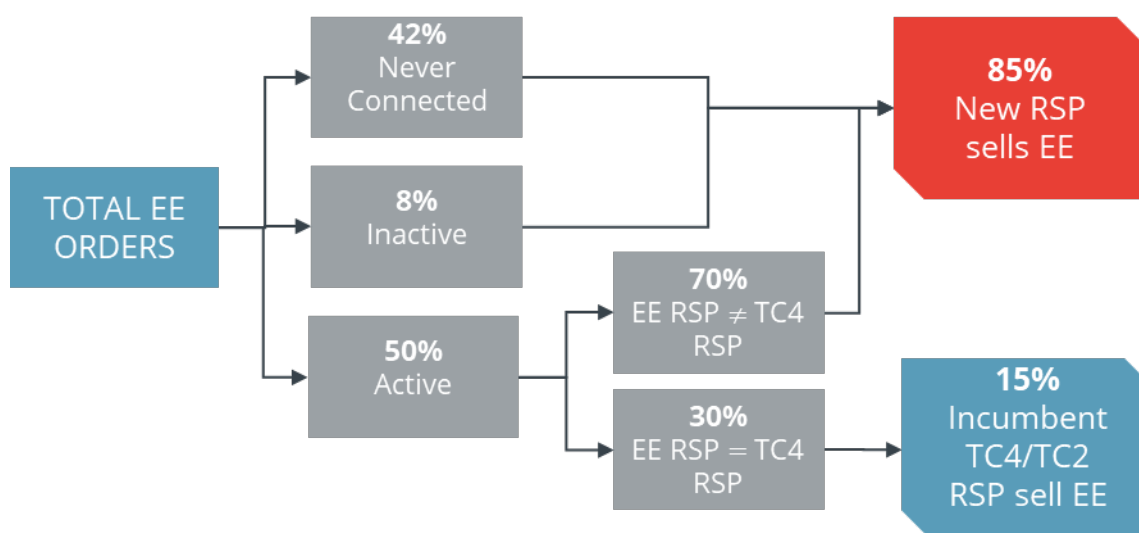 TOTAL EE
ORDERS
42%
Never
Connected
8%
Inactive
50%
Active
70%
EE RSP ≠ TC4
RSP
30%
EE RSP = TC4
RSP
85%
New RSP
sells EE
15%
Incumbent
TC4/TC2
RSP sell EE